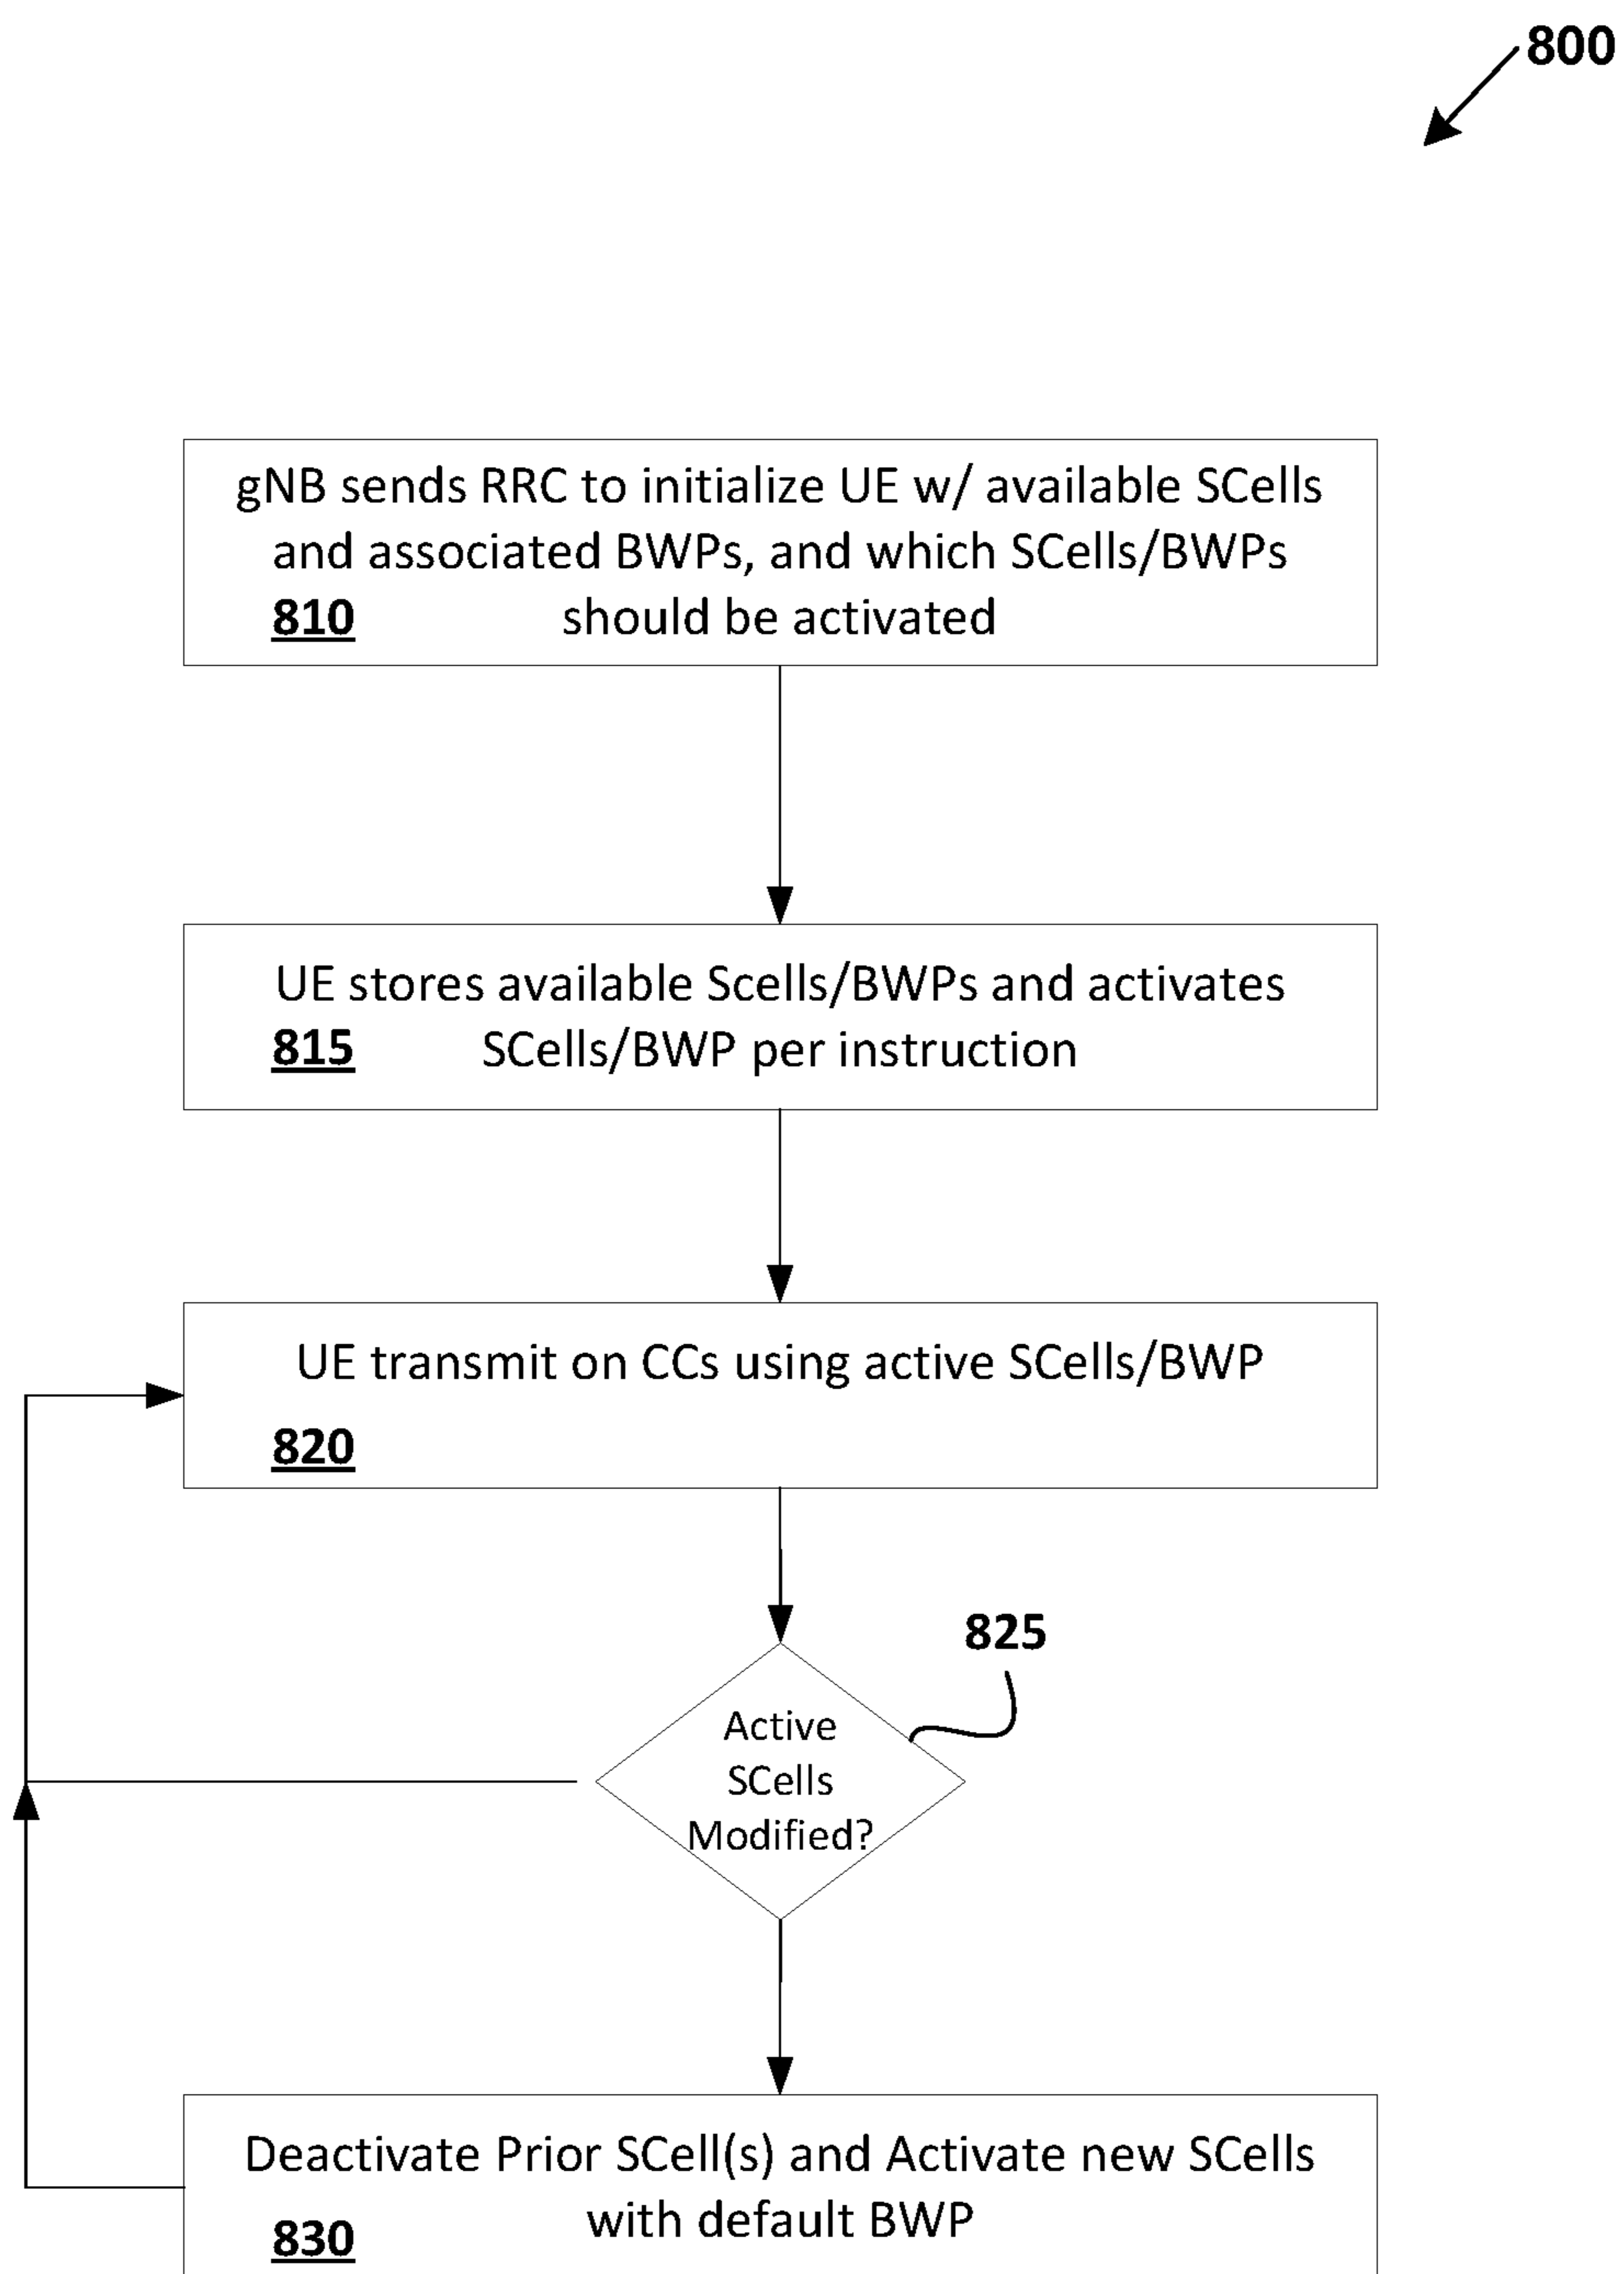 800
gNB sends RRC to initialize UE w/ available SCells
and associated BWPs, and which SCells/BWPs
810 should be activated
UE stores available Scells/BWPs and activates
815 SCells/BWP per instruction
UE transmit on CCs using active SCells/BWP
820
825
Active
SCells
Modified?
Deactivate Prior SCell(s) and Activate new SCells
with default BWP
830